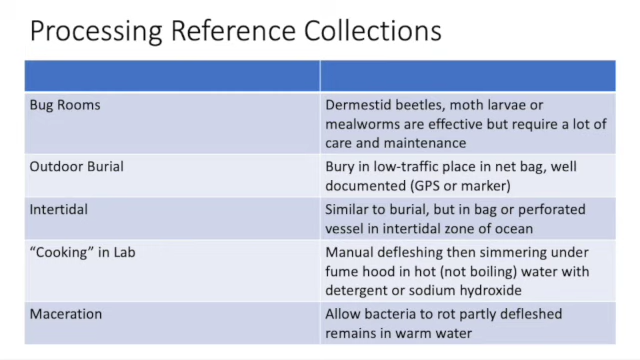 Processing Reference Collections
Bug Rooms
Dermestid beetles, moth larvae or
mealworms are effective but require a lot of
care and maintenance
Outdoor Burial
Bury in low-traffic place in net bag, well
documented (GPS or marker)
Intertidal
Similar to burial, but in bag or perforated
vessel in intertidal zone of ocean
“Cooking” in Lab
Manual defleshing then simmering under
fume hood in hot (not boiling) water with
detergent or sodium hydroxide
Maceration
Allow bacteria to rot partly defleshed
remains in warm water